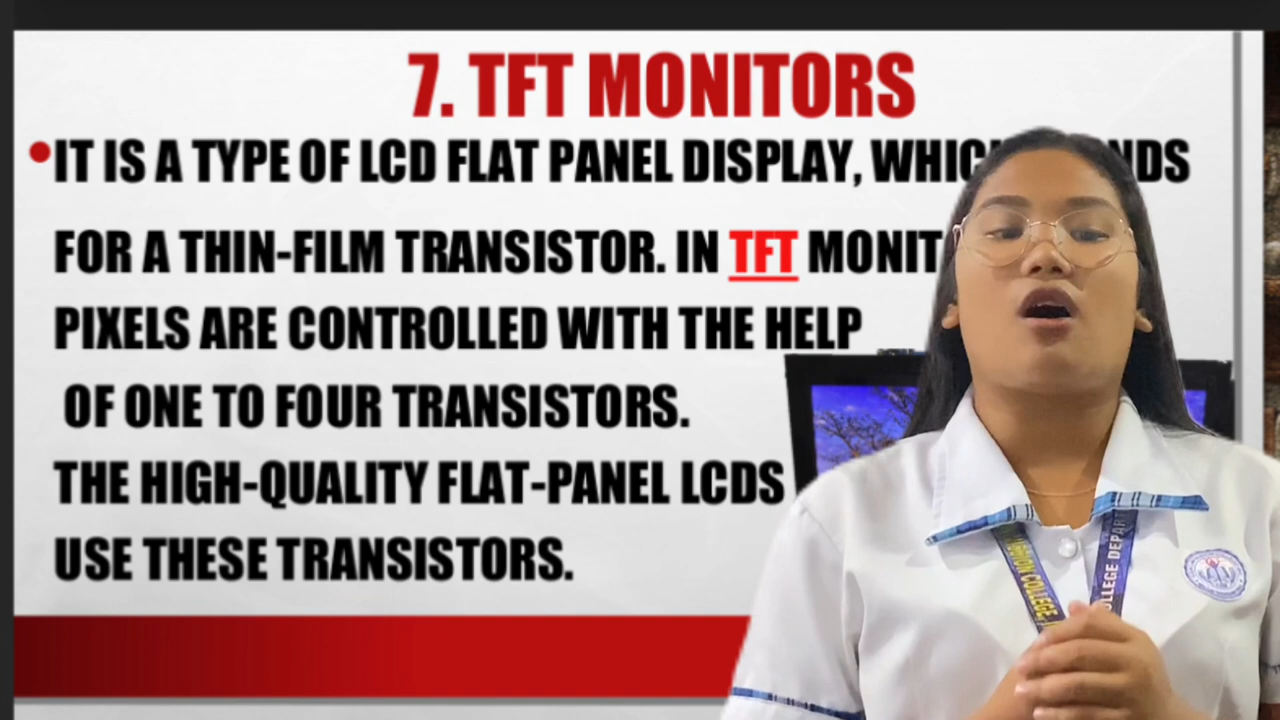 7. TFT MONITORS
•IT IS A TYPE OF LCD FLAT PANEL DISPLAY,
FOR A THIN-FILM TRANSISTOR. IN TFT
PIXELS ARE CONTROLLED WITH THE HELP
OF ONE TO FOUR TRANSISTORS.
THE HIGH-QUALITY FLAT-PANEL LCDS
USE THESE TRANSISTORS.
COLLEGE